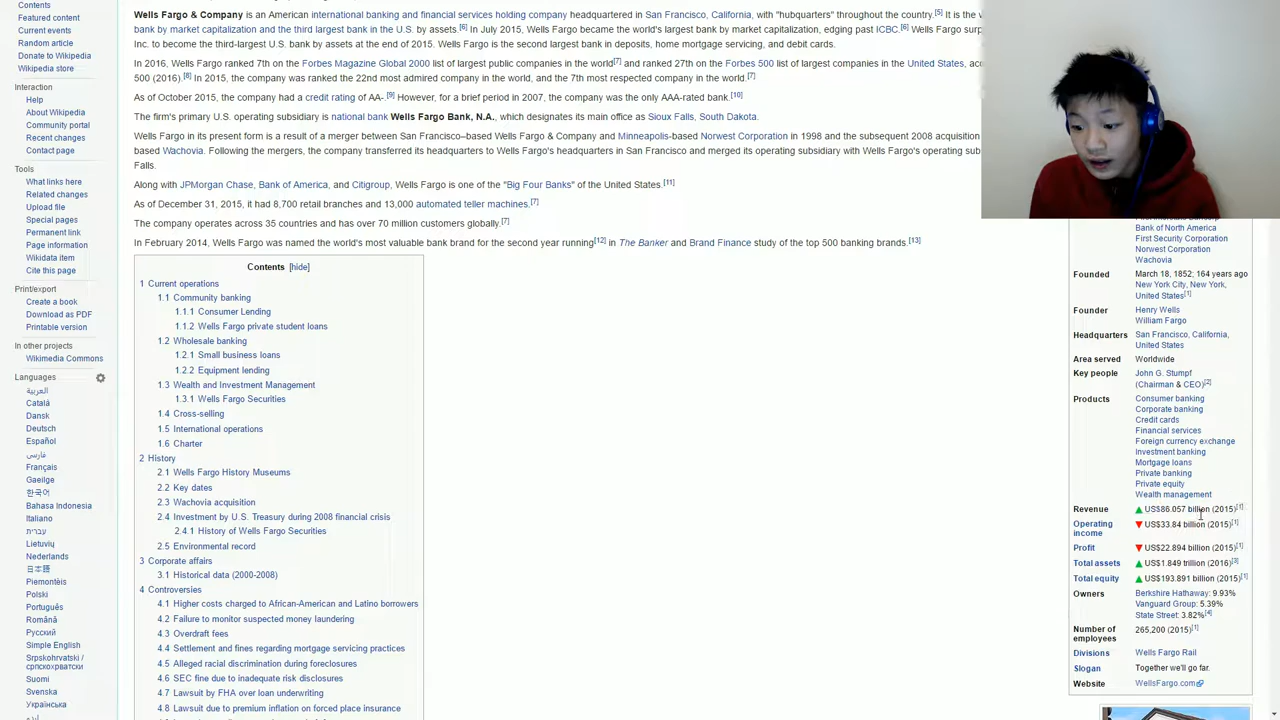 Contents
Featured content
Current events
Random article
Donate to Wikipedia
Wikipedia store
Interaction
Help
About Wikipedia
Community portal
Recent changes
Contact page
Tools
What links here
Related changes
Upload file
Special pages
Permanent link
Page information
Wikidata item
Cite this page
Print/export
Create a book
Download as PDF
Printable version
In other projects
Wikimedia Commons
Languages
العربية
Català
Dansk
Deutsch
Español
فارسی
Français
Gaeilge
한국어
Bahasa Indonesia
Italiano
עברית
Lietuvių
Nederlands
日本語
Piemontèis
Polski
Português
Română
Русский
Simple English
Srpskohrvatski /
српскохрватски
Suomi
Svenska
Українська
Wells Fargo & Company is an American international banking and financial services holding company headquartered in San Francisco, California, with "hubquarters" throughout the country.[5] It is the
bank by market capitalization and the third largest bank in the U.S. by assets.[6] In July 2015, Wells Fargo became the world's largest bank by market capitalization, edging past ICBC.[6] Wells Fargo
Inc. to become the third-largest U.S. bank by assets at the end of 2015. Wells Fargo is the second largest bank in deposits, home mortgage servicing, and debit cards.
In 2016, Wells Fargo ranked 7th on the Forbes Magazine Global 2000 list of largest public companies in the world[7] and ranked 27th on the Fortune 500 list of largest companies in the United States,
500 (2016).[8] In 2015, the company was ranked the 22nd most admired company in the world, and the 7th most respected company in the world.[7]
As of October 2015, the company had a credit rating of AA-.[9] However, for a brief period in 2007, the company was the only AAA-rated bank.[10]
The firm's primary U.S. operating subsidiary is national bank Wells Fargo Bank, N.A., which designates its main office as Sioux Falls, South Dakota.
Wells Fargo in its present form is a result of a merger between San Francisco–based Wells Fargo & Company and Minneapolis-based Norwest Corporation in 1998 and the subsequent 2008 acquisition
based Wachovia. Following the mergers, the company transferred its headquarters to Wells Fargo's headquarters in San Francisco and merged its operating subsidiary with Wells Fargo's operating
Falls.
Along with JPMorgan Chase, Bank of America, and Citigroup, Wells Fargo is one of the "Big Four Banks" of the United States.[11]
As of December 31, 2015, it had 8,700 retail branches and 13,000 automated teller machines.[7]
The company operates across 35 countries and has over 70 million customers globally.[7]
In February 2014, Wells Fargo was named the world's most valuable bank brand for the second year running[12] in The Banker and Brand Finance study of the top 500 banking brands.[13]
Contents [hide]
1 Current operations
1.1 Community banking
1.1.1 Consumer Lending
1.1.2 Wells Fargo private student loans
1.2 Wholesale banking
1.2.1 Small business loans
1.2.2 Equipment lending
1.3 Wealth and Investment Management
1.3.1 Wells Fargo Securities
1.4 Cross-selling
1.5 International operations
1.6 Charter
2 History
2.1 Wells Fargo History Museums
2.2 Key dates
2.3 Wachovia acquisition
2.4 Investment by U.S. Treasury during 2008 financial crisis
2.4.1 History of Wells Fargo Securities
2.5 Environmental record
3 Corporate affairs
3.1 Historical data (2000-2008)
4 Controversies
4.1 Higher costs charged to African-American and Latino borrowers
4.2 Failure to monitor suspected money laundering
4.3 Overdraft fees
4.4 Settlement and fines regarding mortgage servicing practices
4.5 Alleged racial discrimination during foreclosures
4.6 SEC fine due to inadequate risk disclosures
4.7 Lawsuit by FHA over loan underwriting
4.8 Lawsuit due to premium inflation on forced place insurance
Bank of North America
First Security Corporation
Norwest Corporation
Wachovia
Founded March 18, 1852; 164 years ago
New York City, New York,
United States[1]
Founder Henry Wells
William Fargo
Headquarters San Francisco, California,
United States
Area served Worldwide
Key people John G. Stumpf
(Chairman & CEO)[2]
Products Consumer banking
Corporate banking
Credit cards
Financial services
Foreign currency exchange
Investment banking
Mortgage loans
Private banking
Private equity
Wealth management
Revenue ▲ US$86.057 billion (2015)[1]
Operating income ▼ US$33.84 billion (2015)[1]
Profit ▼ US$22.894 billion (2015)[1]
Total assets ▲ US$1.849 trillion (2016)[3]
Total equity ▲ US$193.891 billion (2015)[1]
Owners Berkshire Hathaway: 9.93%
Vanguard Group: 5.39%
State Street: 3.82%[4]
Number of employees 265,200 (2015)[1]
Divisions Wells Fargo Rail
Slogan Together we'll go far.
Website WellsFargo.com